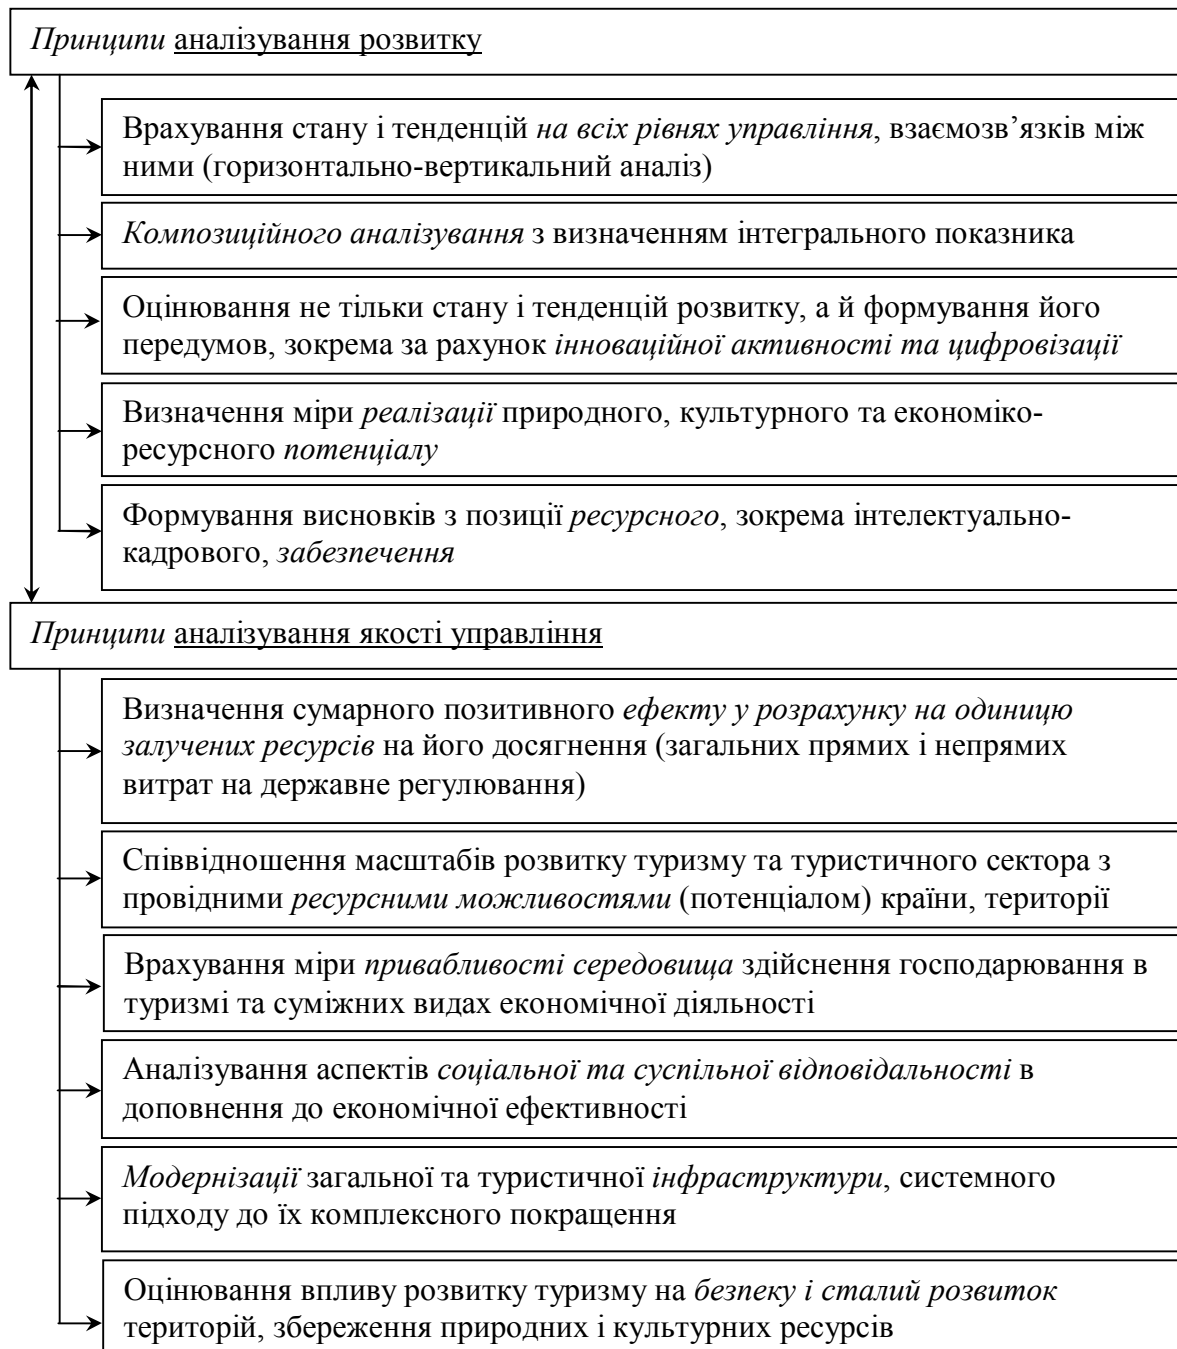 Принципи аналізування розвитку
Врахування стану і тенденцій на всіх рівнях управління, взаємозв’язків між
ними (горизонтально-вертикальний аналіз)
Композиційного аналізування з визначенням інтегрального показника
Оцінювання не тільки стану і тенденцій розвитку, а й формування його
передумов, зокрема за рахунок інноваційної активності та цифровізації
Визначення міри реалізації природного, культурного та економіко-
ресурсного потенціалу
Формування висновків з позиції ресурсного, зокрема інтелектуально-
кадрового, забезпечення
Принципи аналізування якості управління
Визначення сумарного позитивного ефекту у розрахунку на одиницю
залучених ресурсів на його досягнення (загальних прямих і непрямих
витрат на державне регулювання)
Співвідношення масштабів розвитку туризму та туристичного сектора з
провідними ресурсними можливостями (потенціалом) країни, території
Врахування міри привабливості середовища здійснення господарювання в
туризмі та суміжних видах економічної діяльності
Аналізування аспектів соціальної та суспільної відповідальності в
доповнення до економічної ефективності
Модернізації загальної та туристичної інфраструктури, системного
підходу до їх комплексного покращення
Оцінювання впливу розвитку туризму на безпеку і сталий розвиток
територій, збереження природних і культурних ресурсів